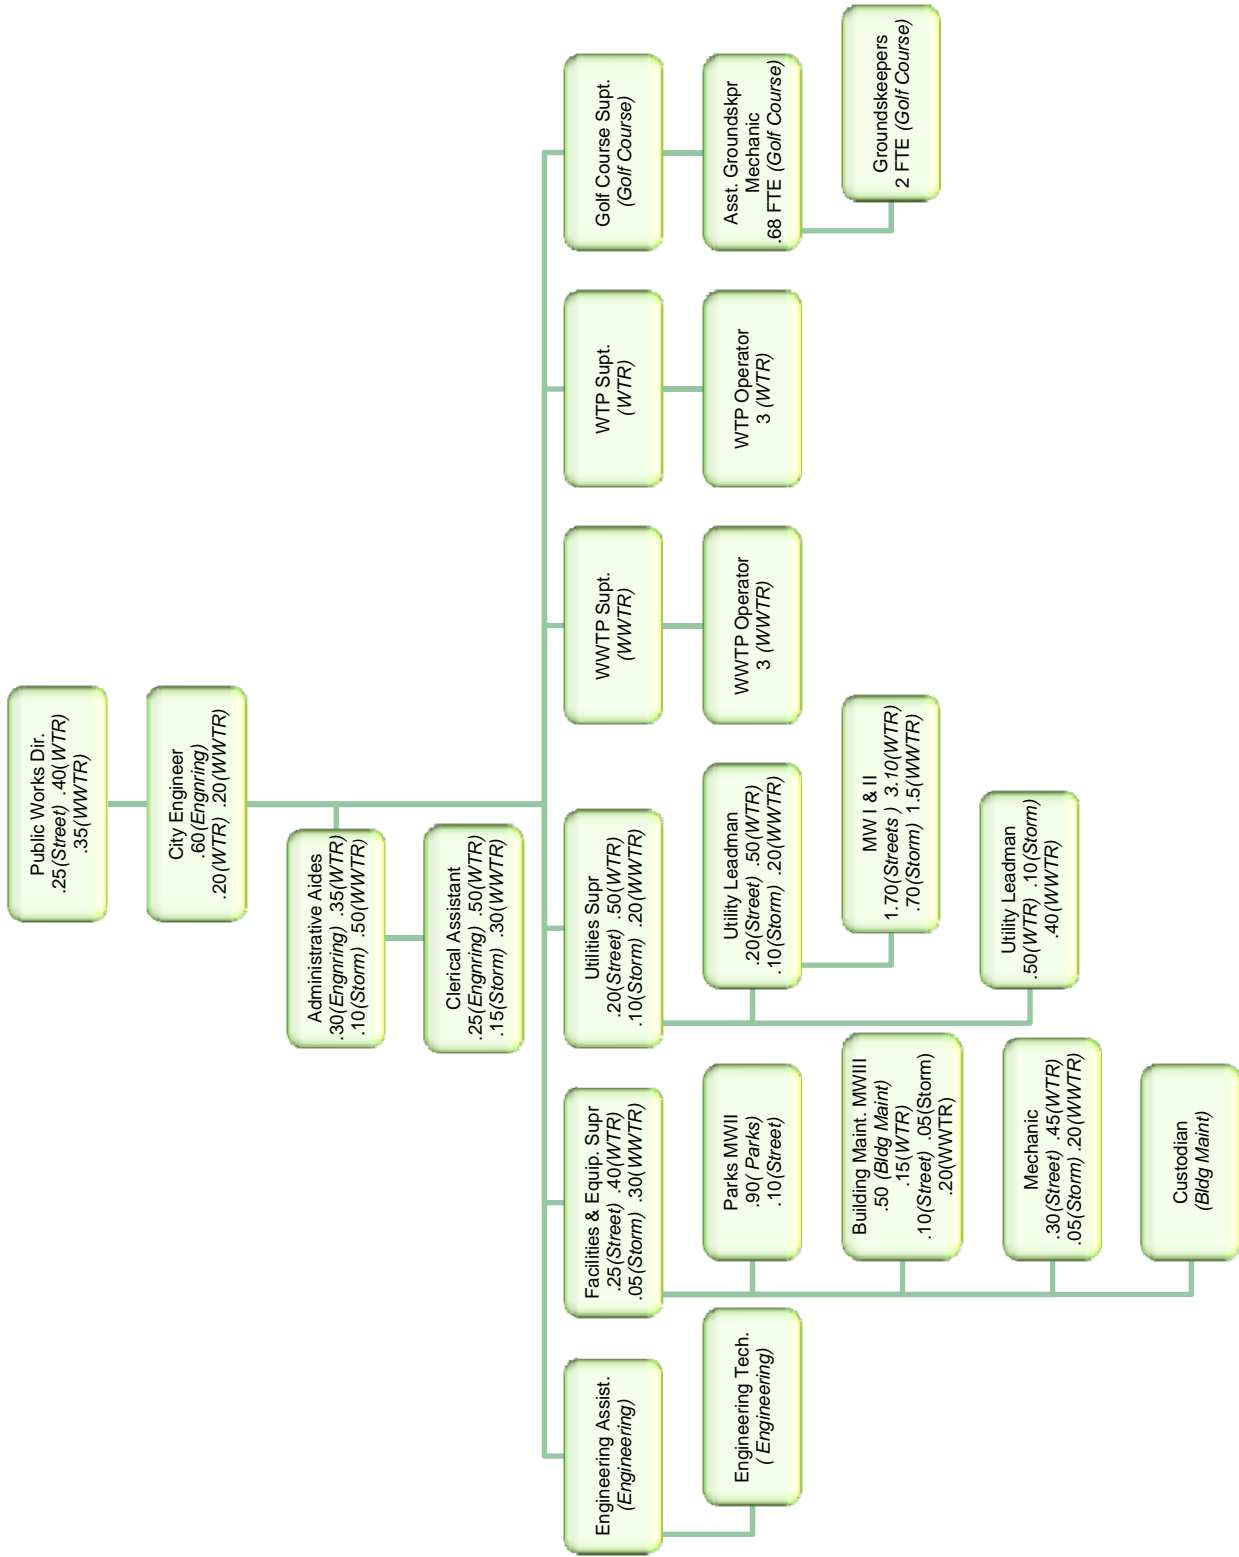 Public Works Dir.
.25(Street) .40(WTR)
.35(WWTR)
City Engineer
.60(Engnring)
.20(WTR) .20(WWTR)
Administrative Aides
.30(Engnring) .35(WTR)
.10(Storm) .50(WWTR)
Clerical Assistant
.25(Engnring) .50(WTR)
.15(Storm) .30(WWTR)
Engineering Assist.
(Engineering)
Engineering Tech.
( Engineering)
Facilities & Equip. Supr
.25(Street) .40(WTR)
.05(Storm) .30(WWTR)
Parks MWII
.90( Parks)
.10(Street)
Building Maint. MWIII
.50 (Bldg Maint)
.15(WTR)
.10(Street) .05(Storm)
.20(WWTR)
Mechanic
.30(Street) .45(WTR)
.05(Storm) .20(WWTR)
Custodian
(Bldg Maint)
Utilities Supr
.20(Street) .50(WTR)
.10(Storm) .20(WWTR)
Utility Leadman
.20(Street) .50(WTR)
.10(Storm) .20(WWTR)
MW I & II
1.70(Streets ) 3.10(WTR)
.70(Storm) 1.5(WWTR)
Utility Leadman
.50(WTR) .10(Storm)
.40(WWTR)
WWTP Supt.
(WWTR)
WWTP Operator
3 (WWTR)
WTP Supt.
(WTR)
WTP Operator
3 (WTR)
Golf Course Supt.
(Golf Course)
Asst. Groundskpr
Mechanic
.68 FTE (Golf Course)
Groundskeepers
2 FTE (Golf Course)